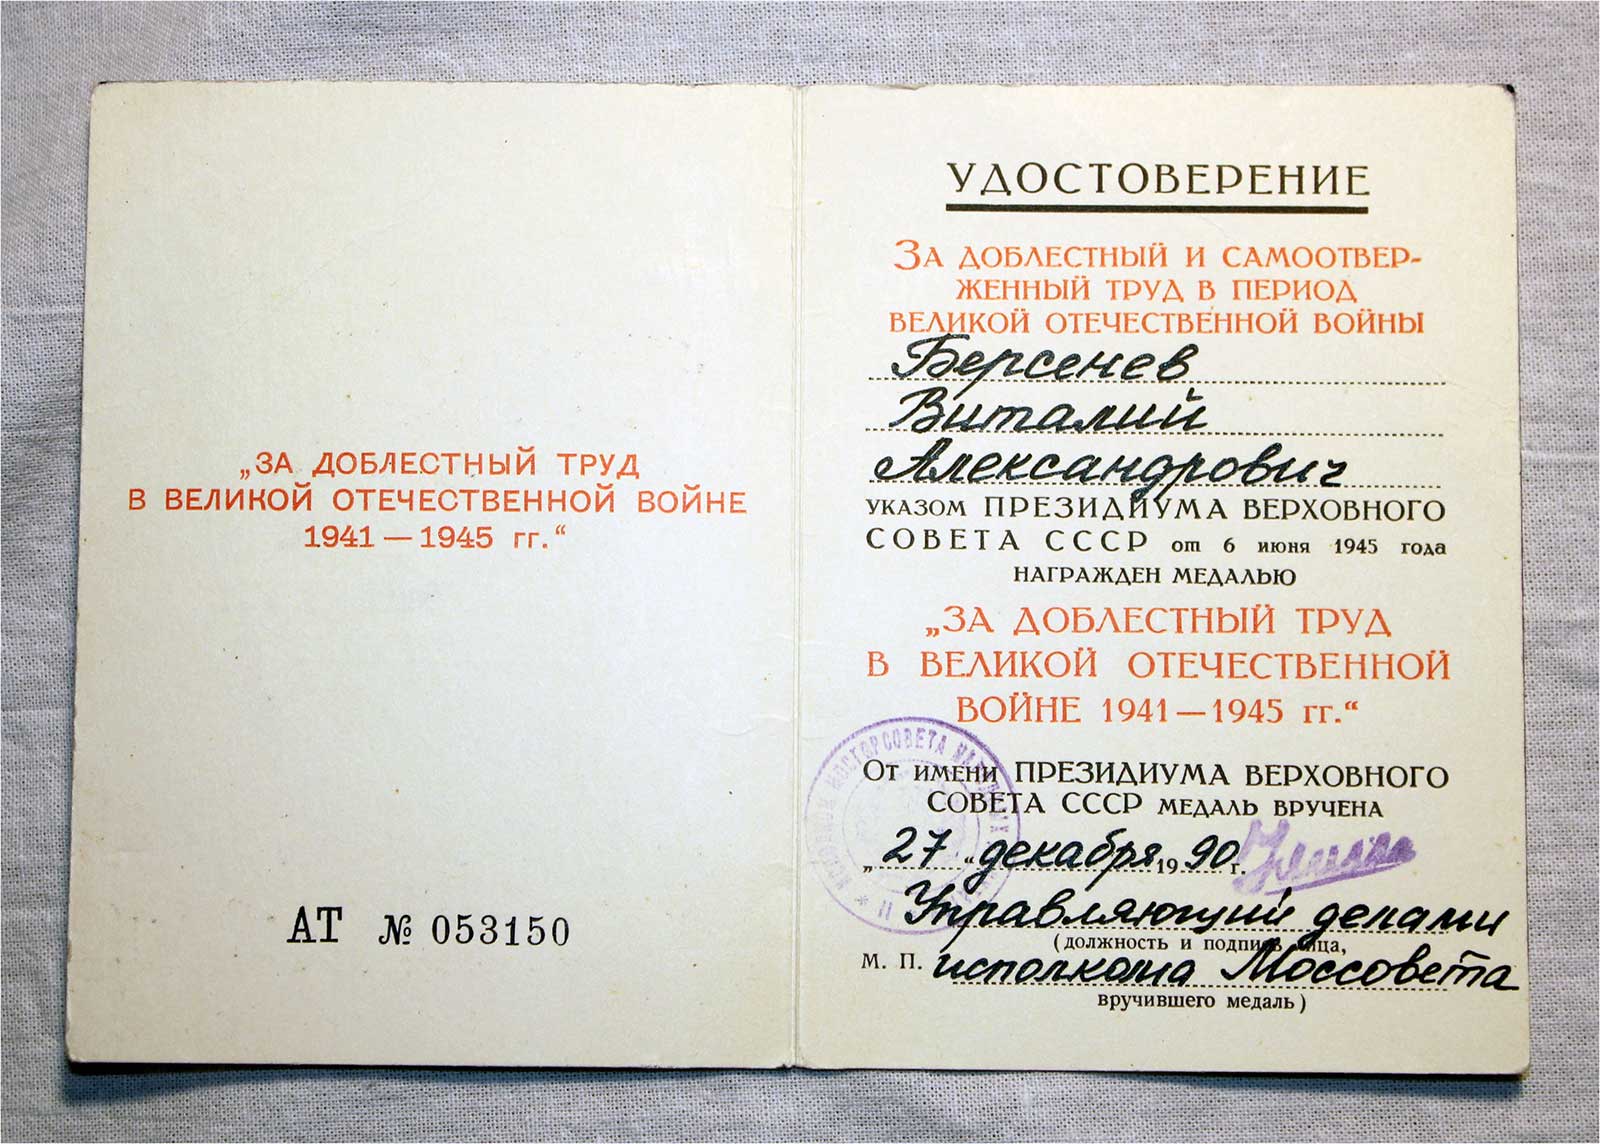 „ЗА ДОБЛЕСТНЫЙ ТРУД
В ВЕЛИКОЙ ОТЕЧЕСТВЕННОЙ ВОЙНЕ
1941 — 1945 гг.“
АТ № 053150
УДОСТОВЕРЕНИЕ
ЗА ДОБЛЕСТНЫЙ И САМООТВЕР-
ЖЕННЫЙ ТРУД В ПЕРИОД
ВЕЛИКОЙ ОТЕЧЕСТВЕННОЙ ВОЙНЫ
Берсенев
Виталий
Александрович
УКАЗОМ ПРЕЗИДИУМА ВЕРХОВНОГО
СОВЕТА СССР от 6 июня 1945 года
НАГРАЖДЕН МЕДАЛЬЮ
„ЗА ДОБЛЕСТНЫЙ ТРУД
В ВЕЛИКОЙ ОТЕЧЕСТВЕННОЙ
ВОЙНЕ 1941 — 1945 гг.“
ОТ ИМЕНИ ПРЕЗИДИУМА ВЕРХОВНОГО
СОВЕТА СССР МЕДАЛЬ ВРУЧЕНА
„27“ декабря 1990 г.
Управляющий делами
(должность и подпись лица,
М. П. исполкома Моссовета
вручившего медаль)
МОСГОРСОВЕТА